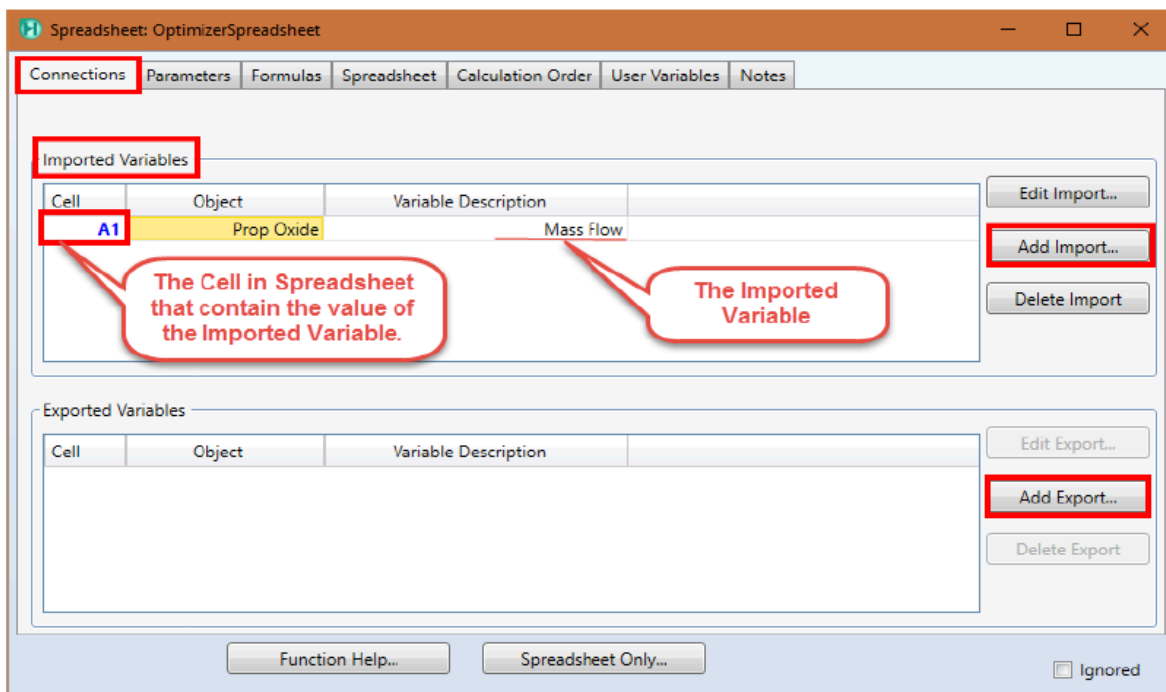 Spreadsheet: OptimizerSpreadsheet
Connections Parameters Formulas Spreadsheet Calculation Order User Variables Notes
Imported Variables
Cell Object Variable Description
A1 Prop Oxide Mass Flow
Edit Import...
Add Import...
Delete Import
The Cell in Spreadsheet
that contain the value of
the Imported Variable.
The Imported
Variable
Exported Variables
Cell Object Variable Description
Edit Export...
Add Export...
Delete Export
Function Help... Spreadsheet Only...
Ignored